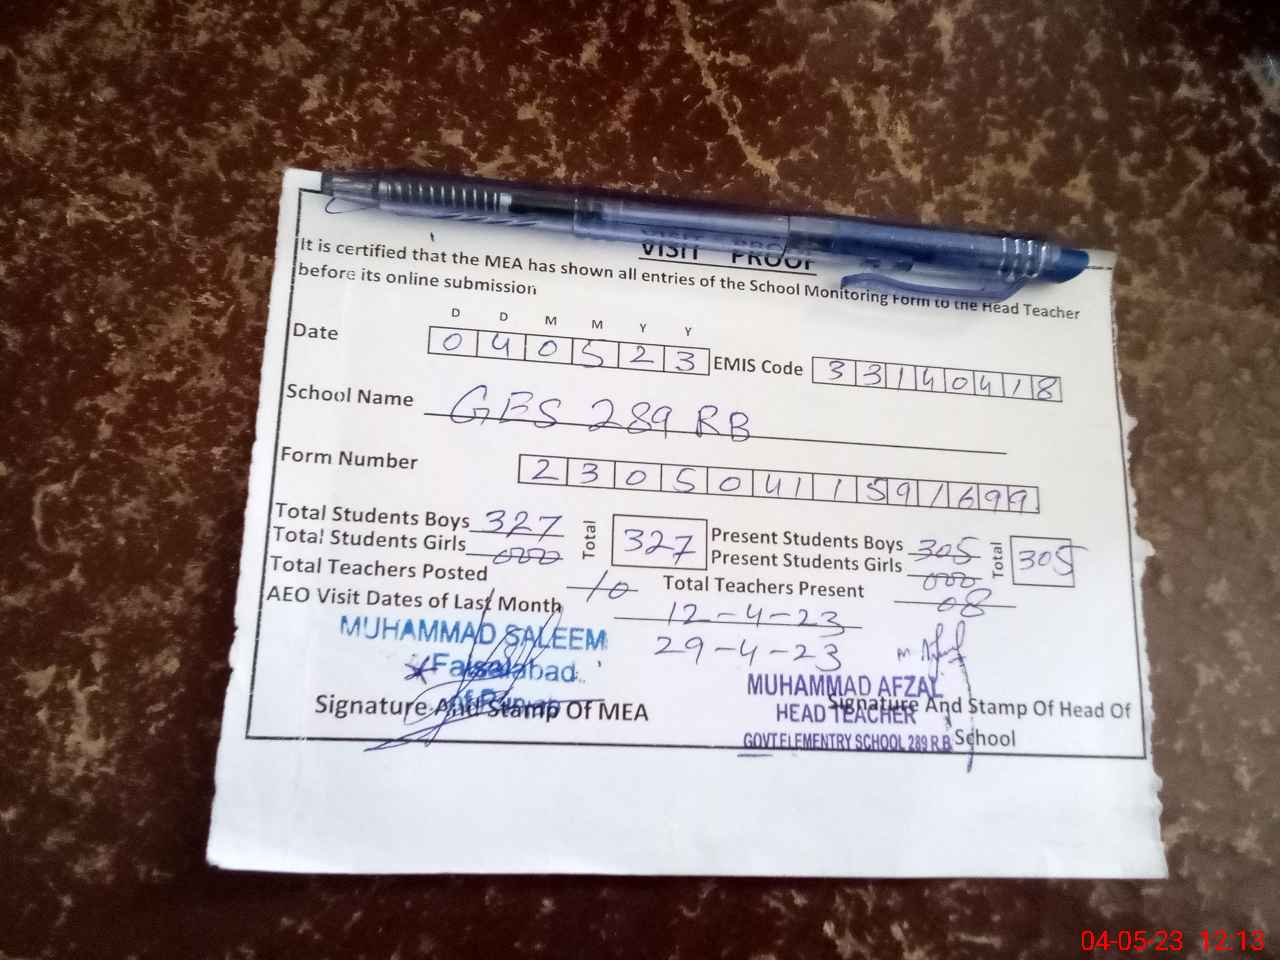 VISIT PROOF
It is certified that the MEA has shown all entries of the School Monitoring Form to the Head Teacher
before its online submission
D D M M Y Y
Date 0 4 0 5 2 3 EMIS Code 3 3 1 4 0 4 1 8
School Name GES 289 RB
Form Number 2 3 0 5 0 4 1 1 5 9 1 6 9 9
Total Students Boys 327 Total 327 Present Students Boys 305 Total 305
Total Students Girls 000 Present Students Girls 000
Total Teachers Posted 10 Total Teachers Present 08
AEO Visit Dates of Last Month 12-4-23
29-4-23
MUHAMMAD SALEEM
Faisalabad
Signature And Stamp Of MEA
MUHAMMAD AFZAL
HEAD TEACHER
GOVT.ELEMENTRY SCHOOL 289 R.B
Signature And Stamp Of Head Of
School
04-05-23 12:13